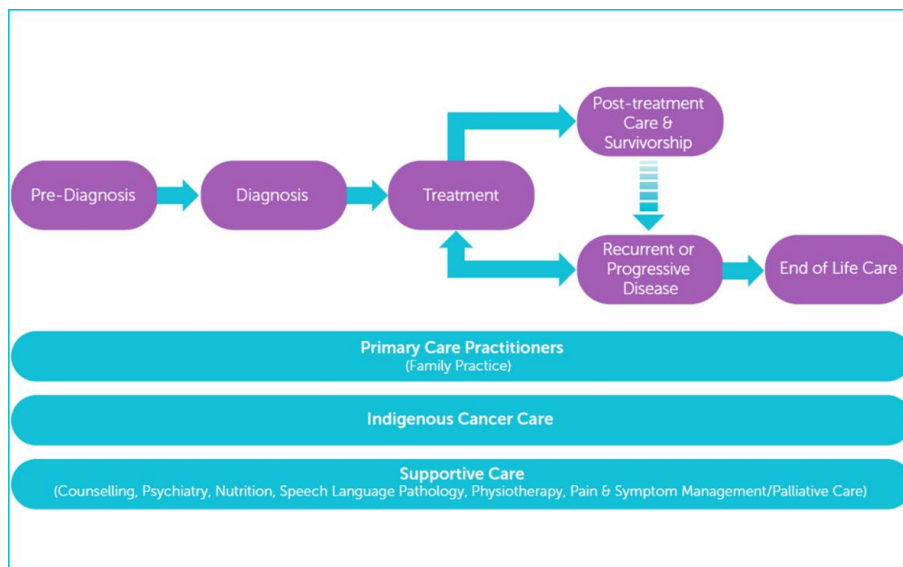 Post-treatment
Care &
Survivorship
Pre-Diagnosis
Diagnosis
Treatment
Recurrent or
Progressive
Disease
End of Life Care
Primary Care Practitioners
(Family Practice)
Indigenous Cancer Care
Supportive Care
(Counselling, Psychiatry, Nutrition, Speech Language Pathology, Physiotherapy, Pain & Symptom Management/Palliative Care)